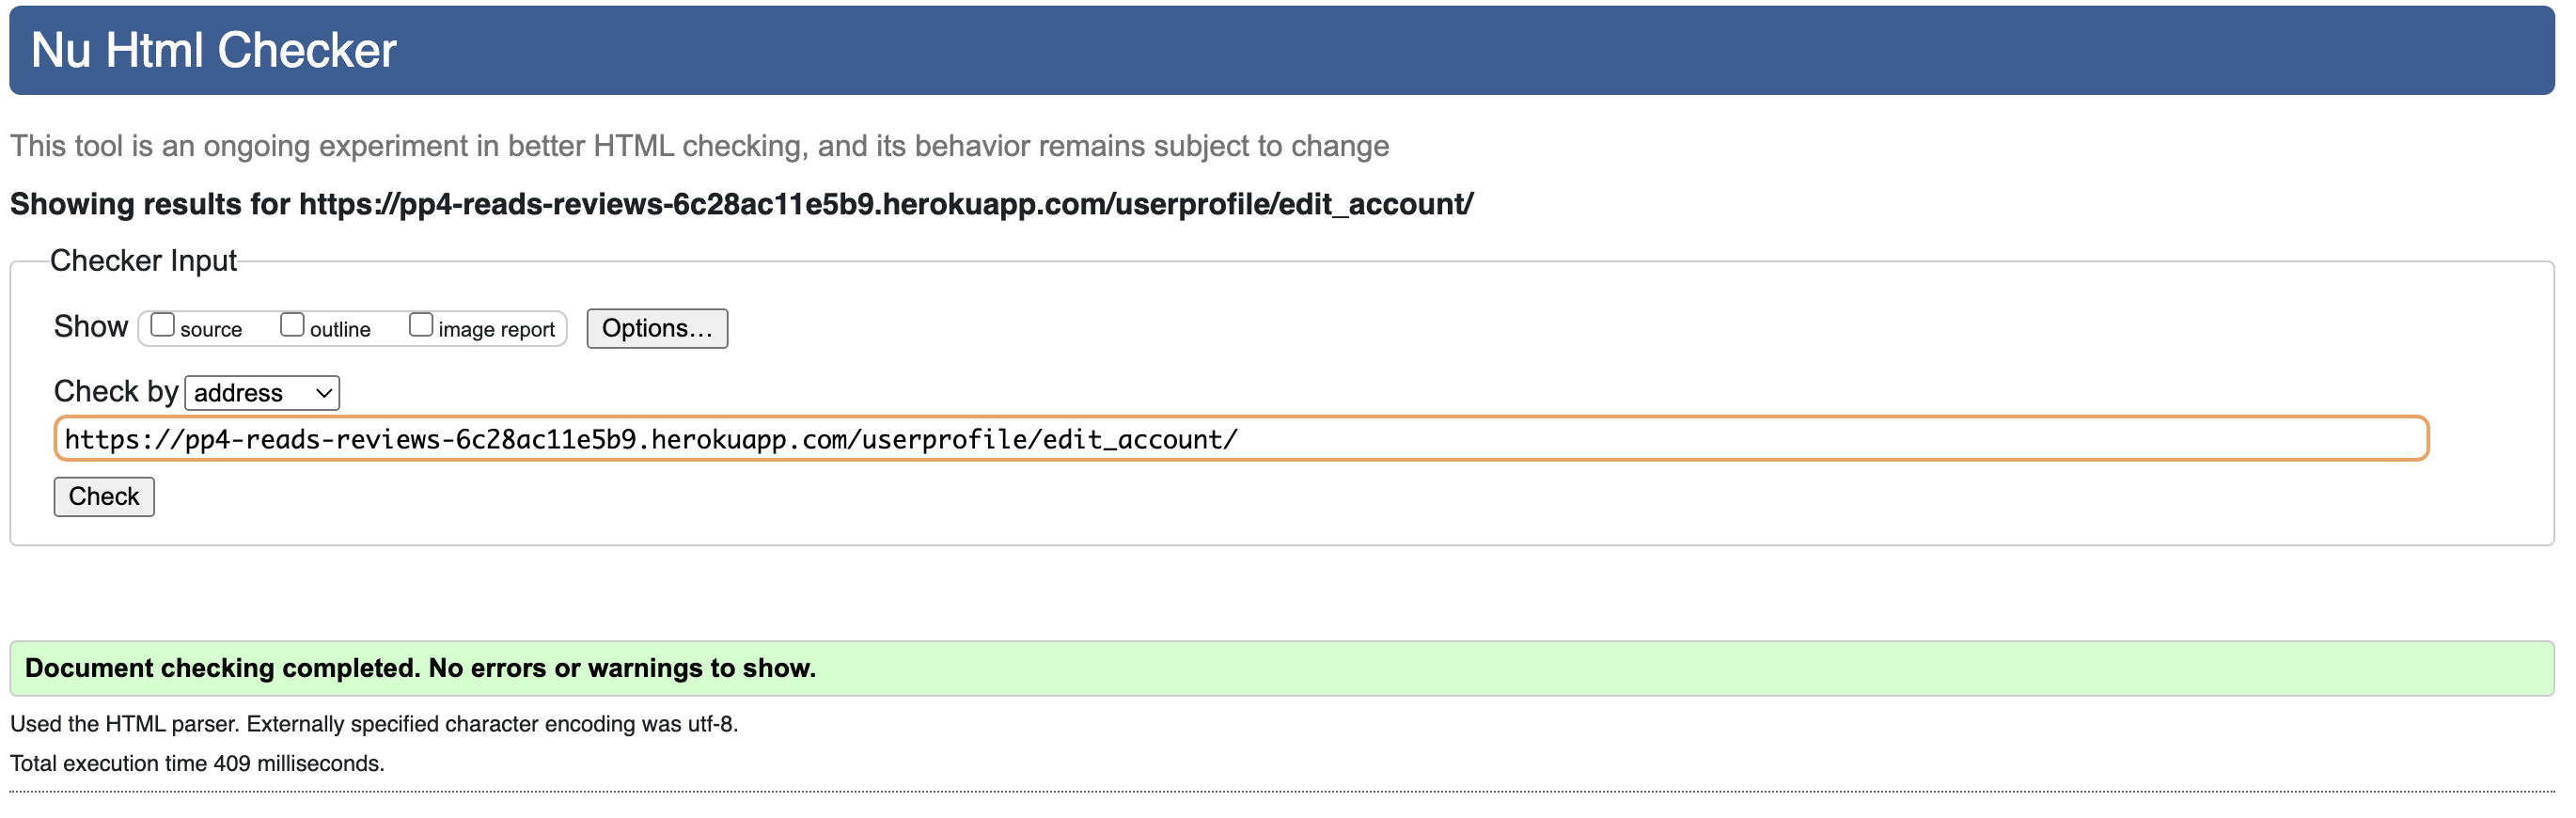 Nu Html Checker
This tool is an ongoing experiment in better HTML checking, and its behavior remains subject to change
Showing results for https://pp4-reads-reviews-6c28ac11e5b9.herokuapp.com/userprofile/edit_account/
Checker Input
Show source outline image report Options...
Check by address
https://pp4-reads-reviews-6c28ac11e5b9.herokuapp.com/userprofile/edit_account/
Check
Document checking completed. No errors or warnings to show.
Used the HTML parser. Externally specified character encoding was utf-8.
Total execution time 409 milliseconds.